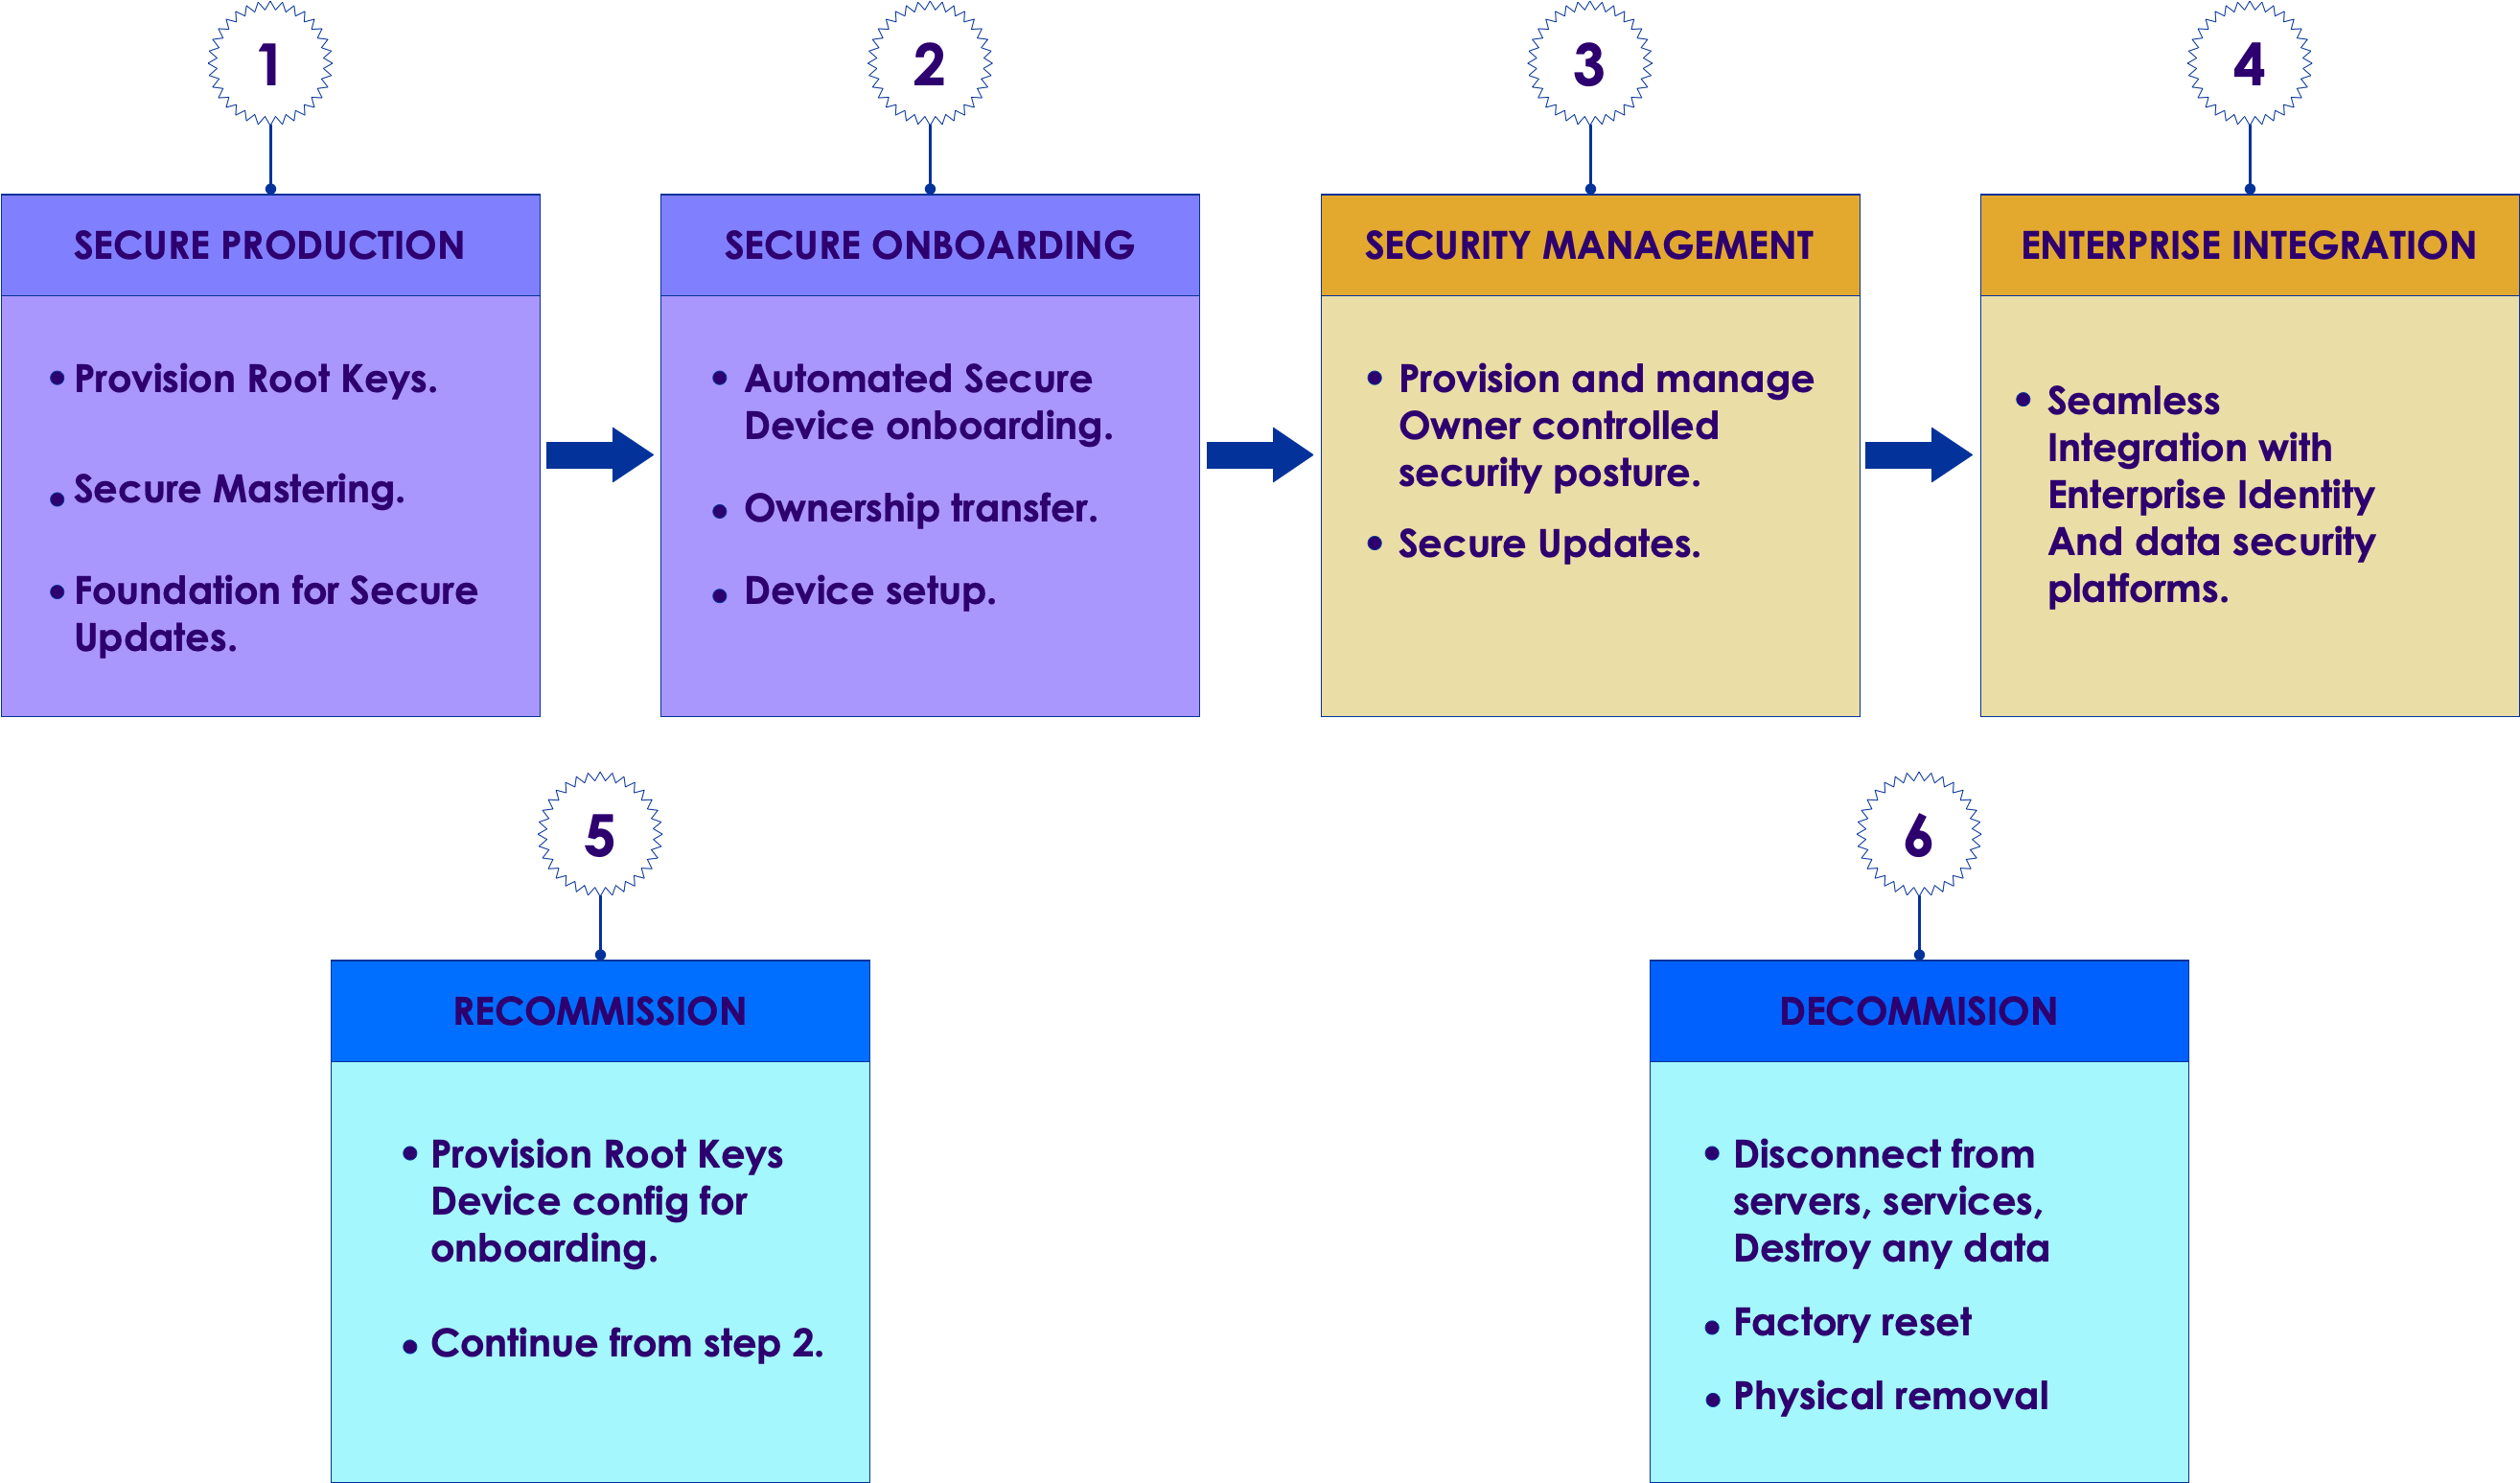 1
2
3
4
SECURE PRODUCTION
• Provision Root Keys.
• Secure Mastering.
• Foundation for Secure
Updates.
SECURE ONBOARDING
• Automated Secure
Device onboarding.
• Ownership transfer.
• Device setup.
SECURITY MANAGEMENT
• Provision and manage
Owner controlled
security posture.
• Secure Updates.
ENTERPRISE INTEGRATION
• Seamless
Integration with
Enterprise Identity
And data security
platforms.
5
RECOMMISSION
• Provision Root Keys
Device config for
onboarding.
• Continue from step 2.
6
DECOMMISION
• Disconnect from
servers, services,
Destroy any data
• Factory reset
• Physical removal